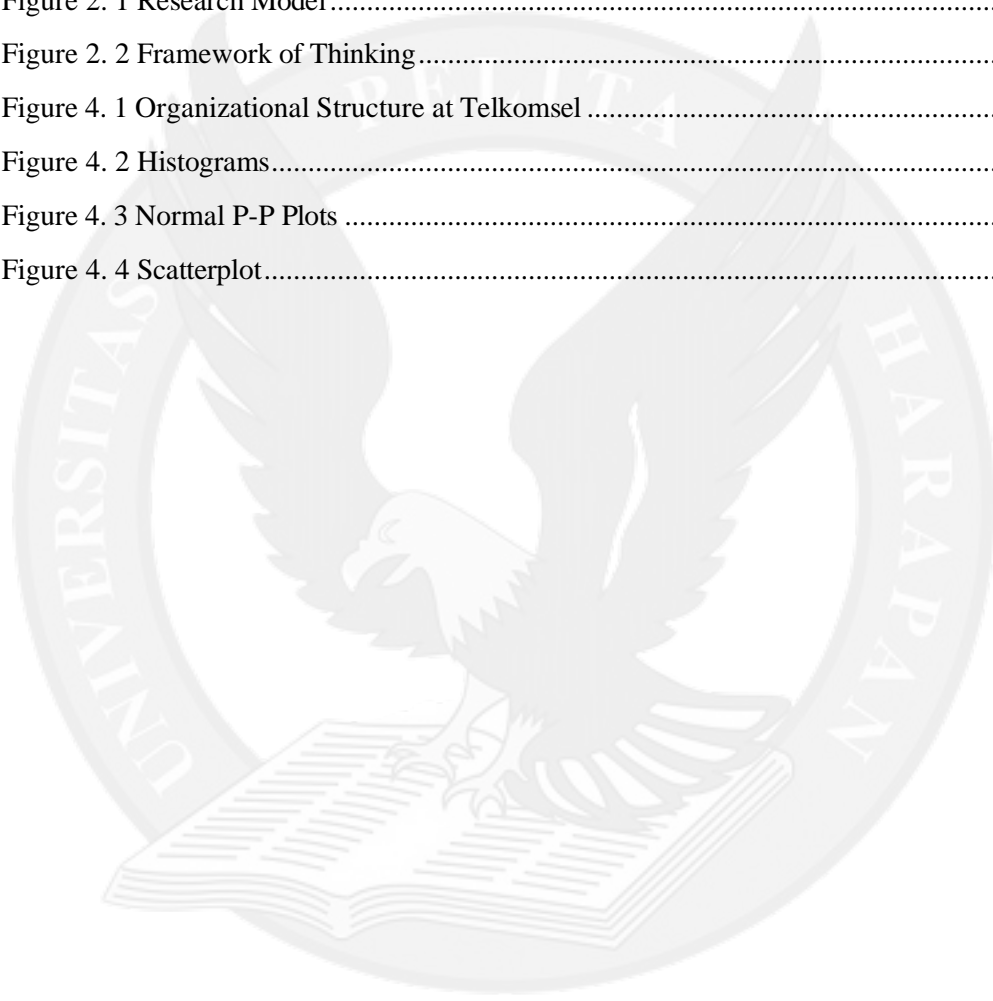 Figure 2. 1 Research Model......................................................................................
Figure 2. 2 Framework of Thinking......................................................................................
Figure 4. 1 Organizational Structure at Telkomsel ......................................................................................
Figure 4. 2 Histograms......................................................................................
Figure 4. 3 Normal P-P Plots ......................................................................................
Figure 4. 4 Scatterplot......................................................................................
UNIVERSITAS PELITA HARAPAN